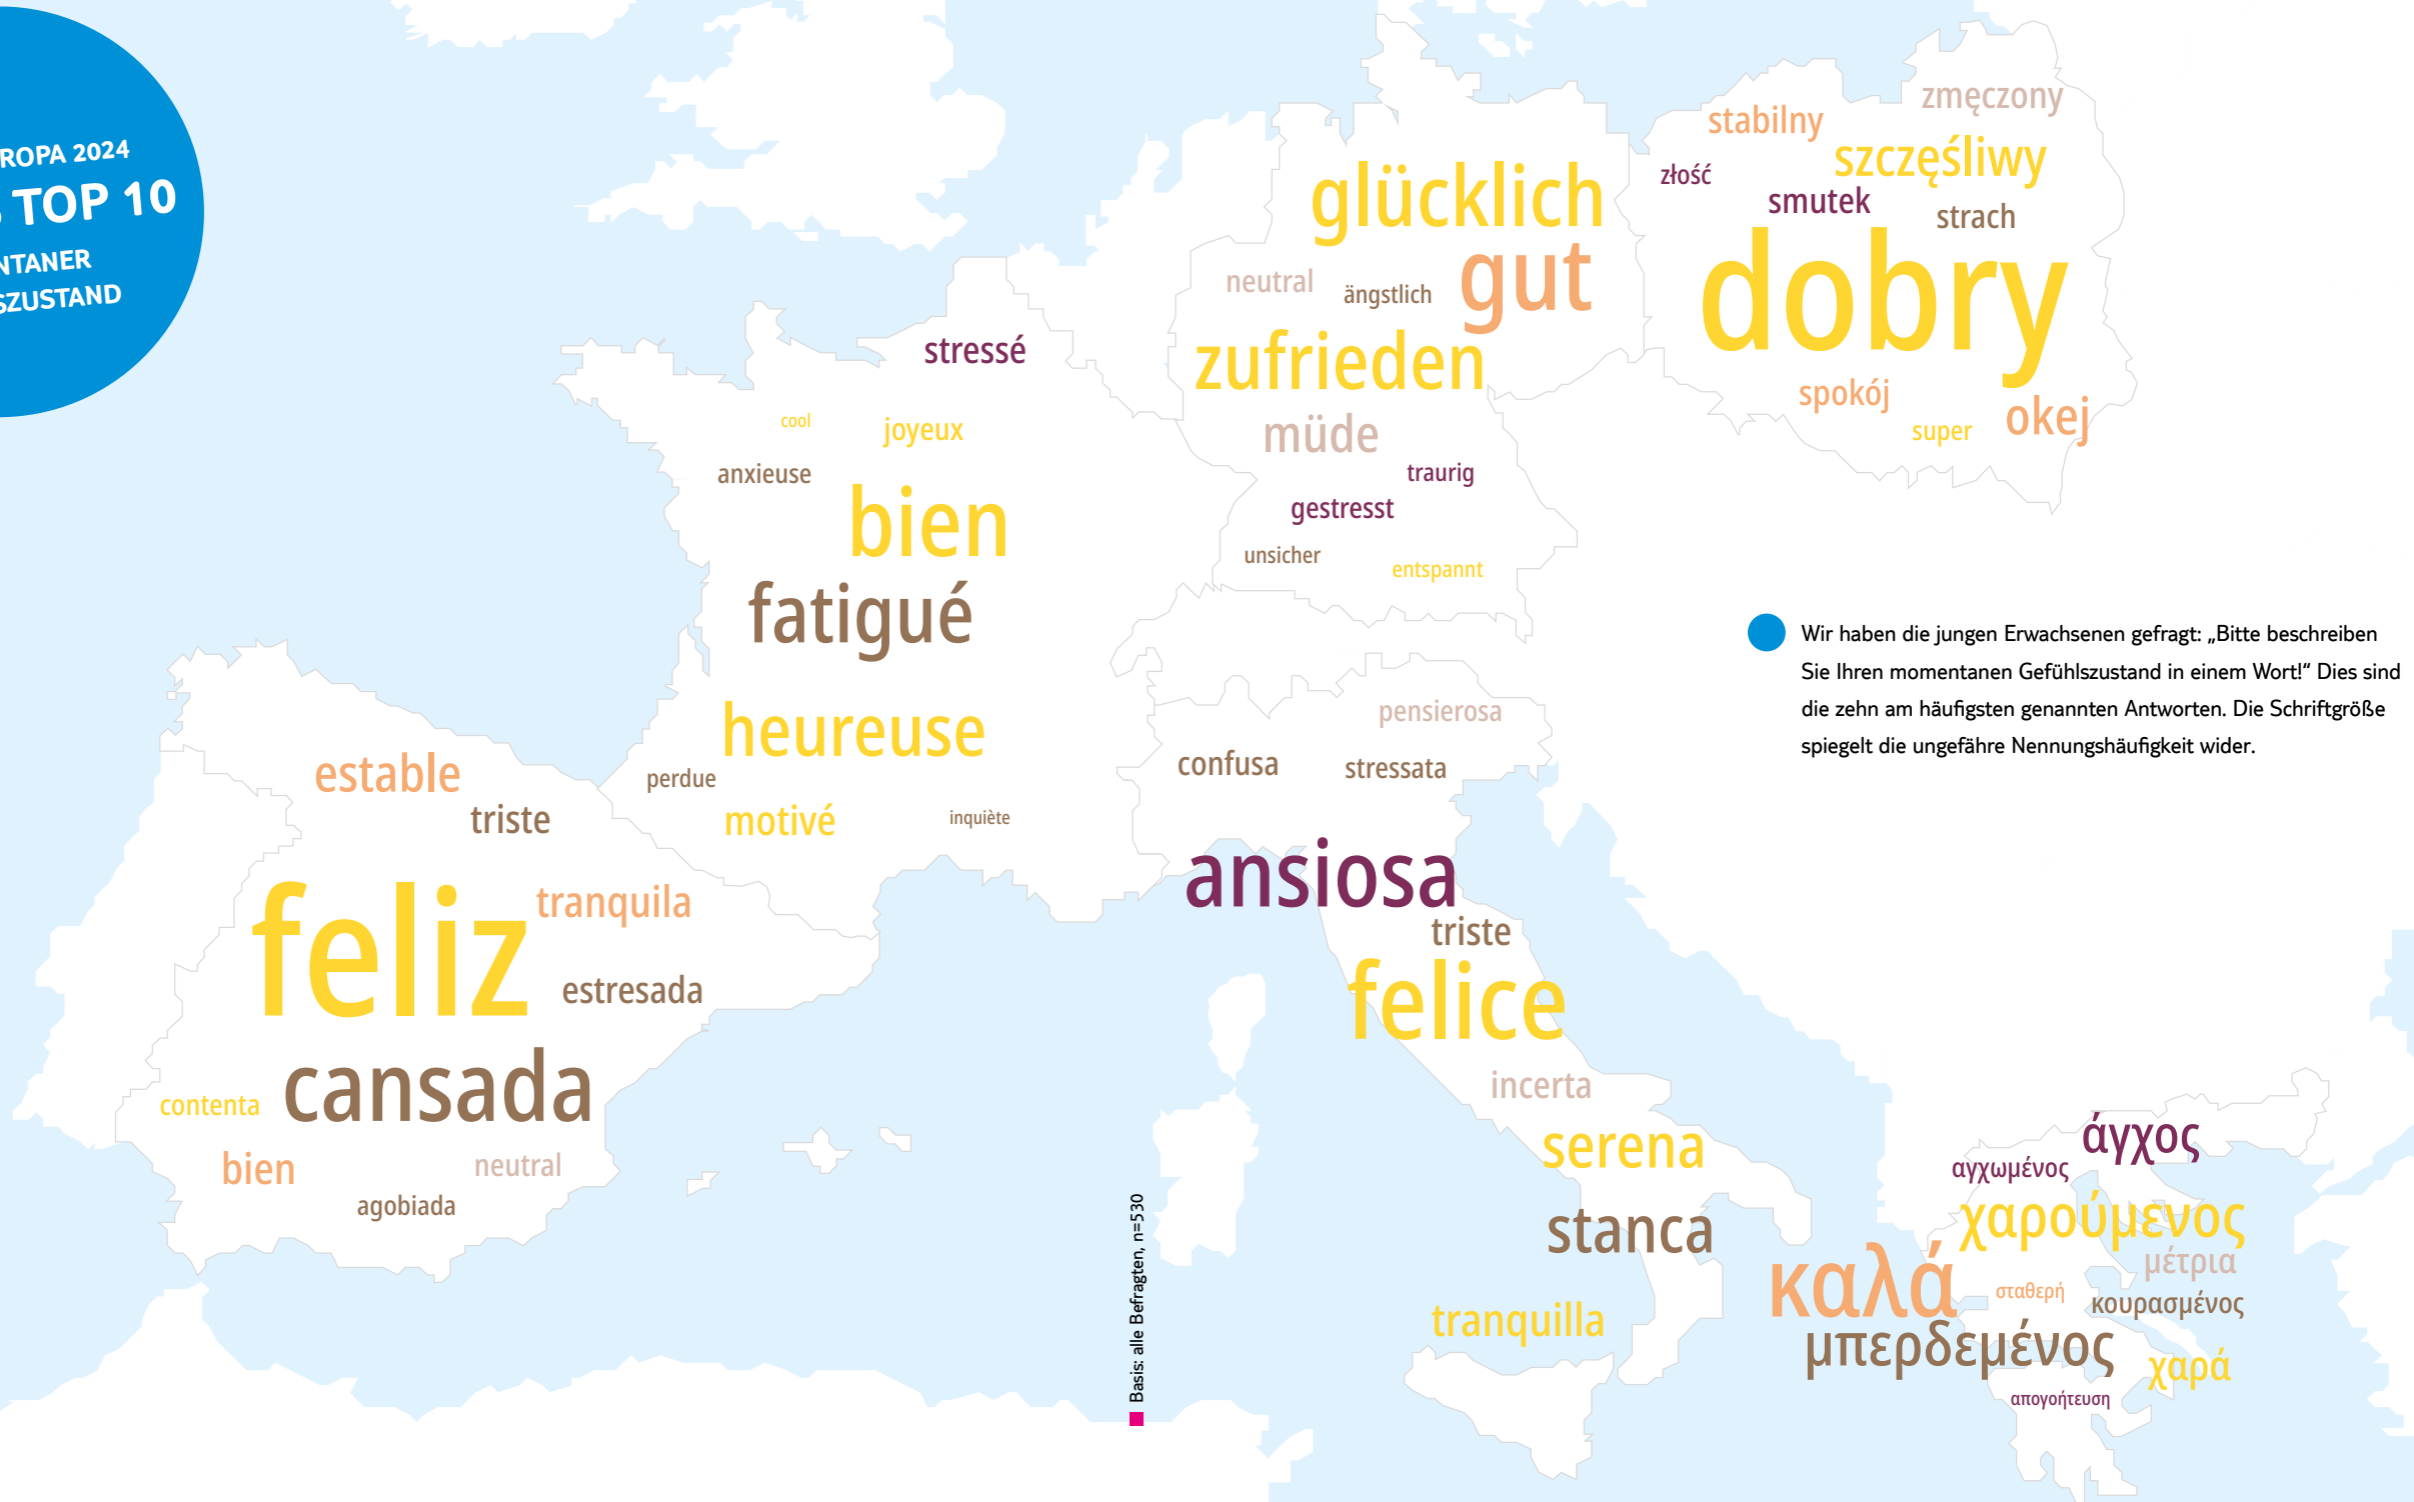 ROPA 2024
TOP 10
NTANER
SZUSTAND
glücklich
gut
neutral
ängstlich
zufrieden
müde
traurig
gestresst
unsicher
entspannt
zmęczony
stabilny
szczęśliwy
złość
smutek
strach
dobry
spokój
okej
super
stressé
cool
joyeux
anxieuse
bien
fatigué
heureuse
perdue
motivé
inquiète
Wir haben die jungen Erwachsenen gefragt: „Bitte beschreiben
Sie Ihren momentanen Gefühlszustand in einem Wort!“ Dies sind
die zehn am häufigsten genannten Antworten. Die Schriftgröße
spiegelt die ungefähre Nennungshäufigkeit wider.
estable
triste
feliz
tranquila
estresada
cansada
contenta
bien
neutral
agobiada
pensierosa
confusa
stressata
ansiosa
triste
felice
incerta
serena
stanca
tranquilla
άγχος
αγχωμένος
χαρούμενος
μέτρια
καλά
σταθερή
κουρασμένος
μπερδεμένος
χαρά
απογοήτευση
Basis: alle Befragten, n=530